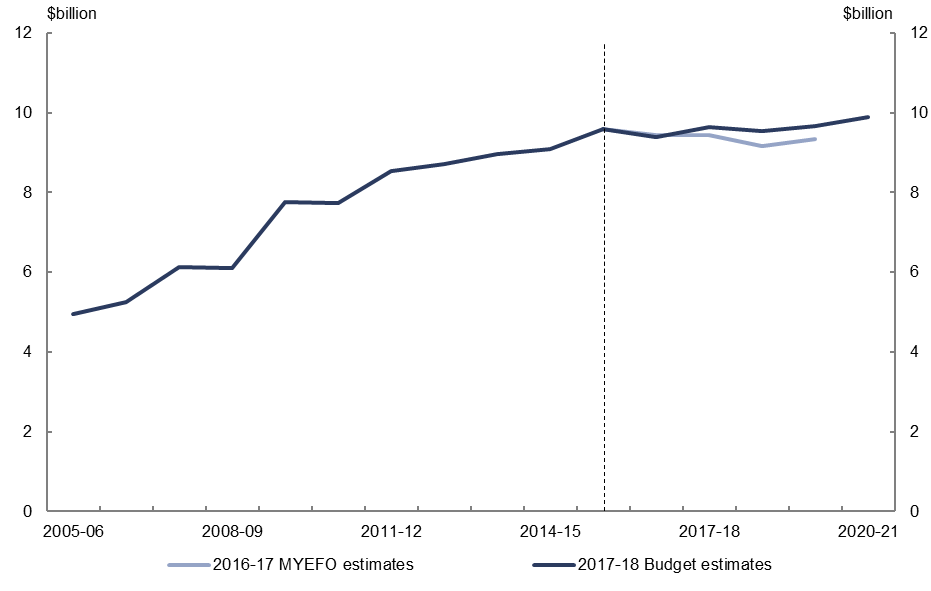 $billion $billion
12 12
10 10
8 8
6 6
4 4
2 2
0 0
2005-06 2008-09 2011-12 2014-15 2017-18 2020-21
2016-17 MYEFO estimates 2017-18 Budget estimates